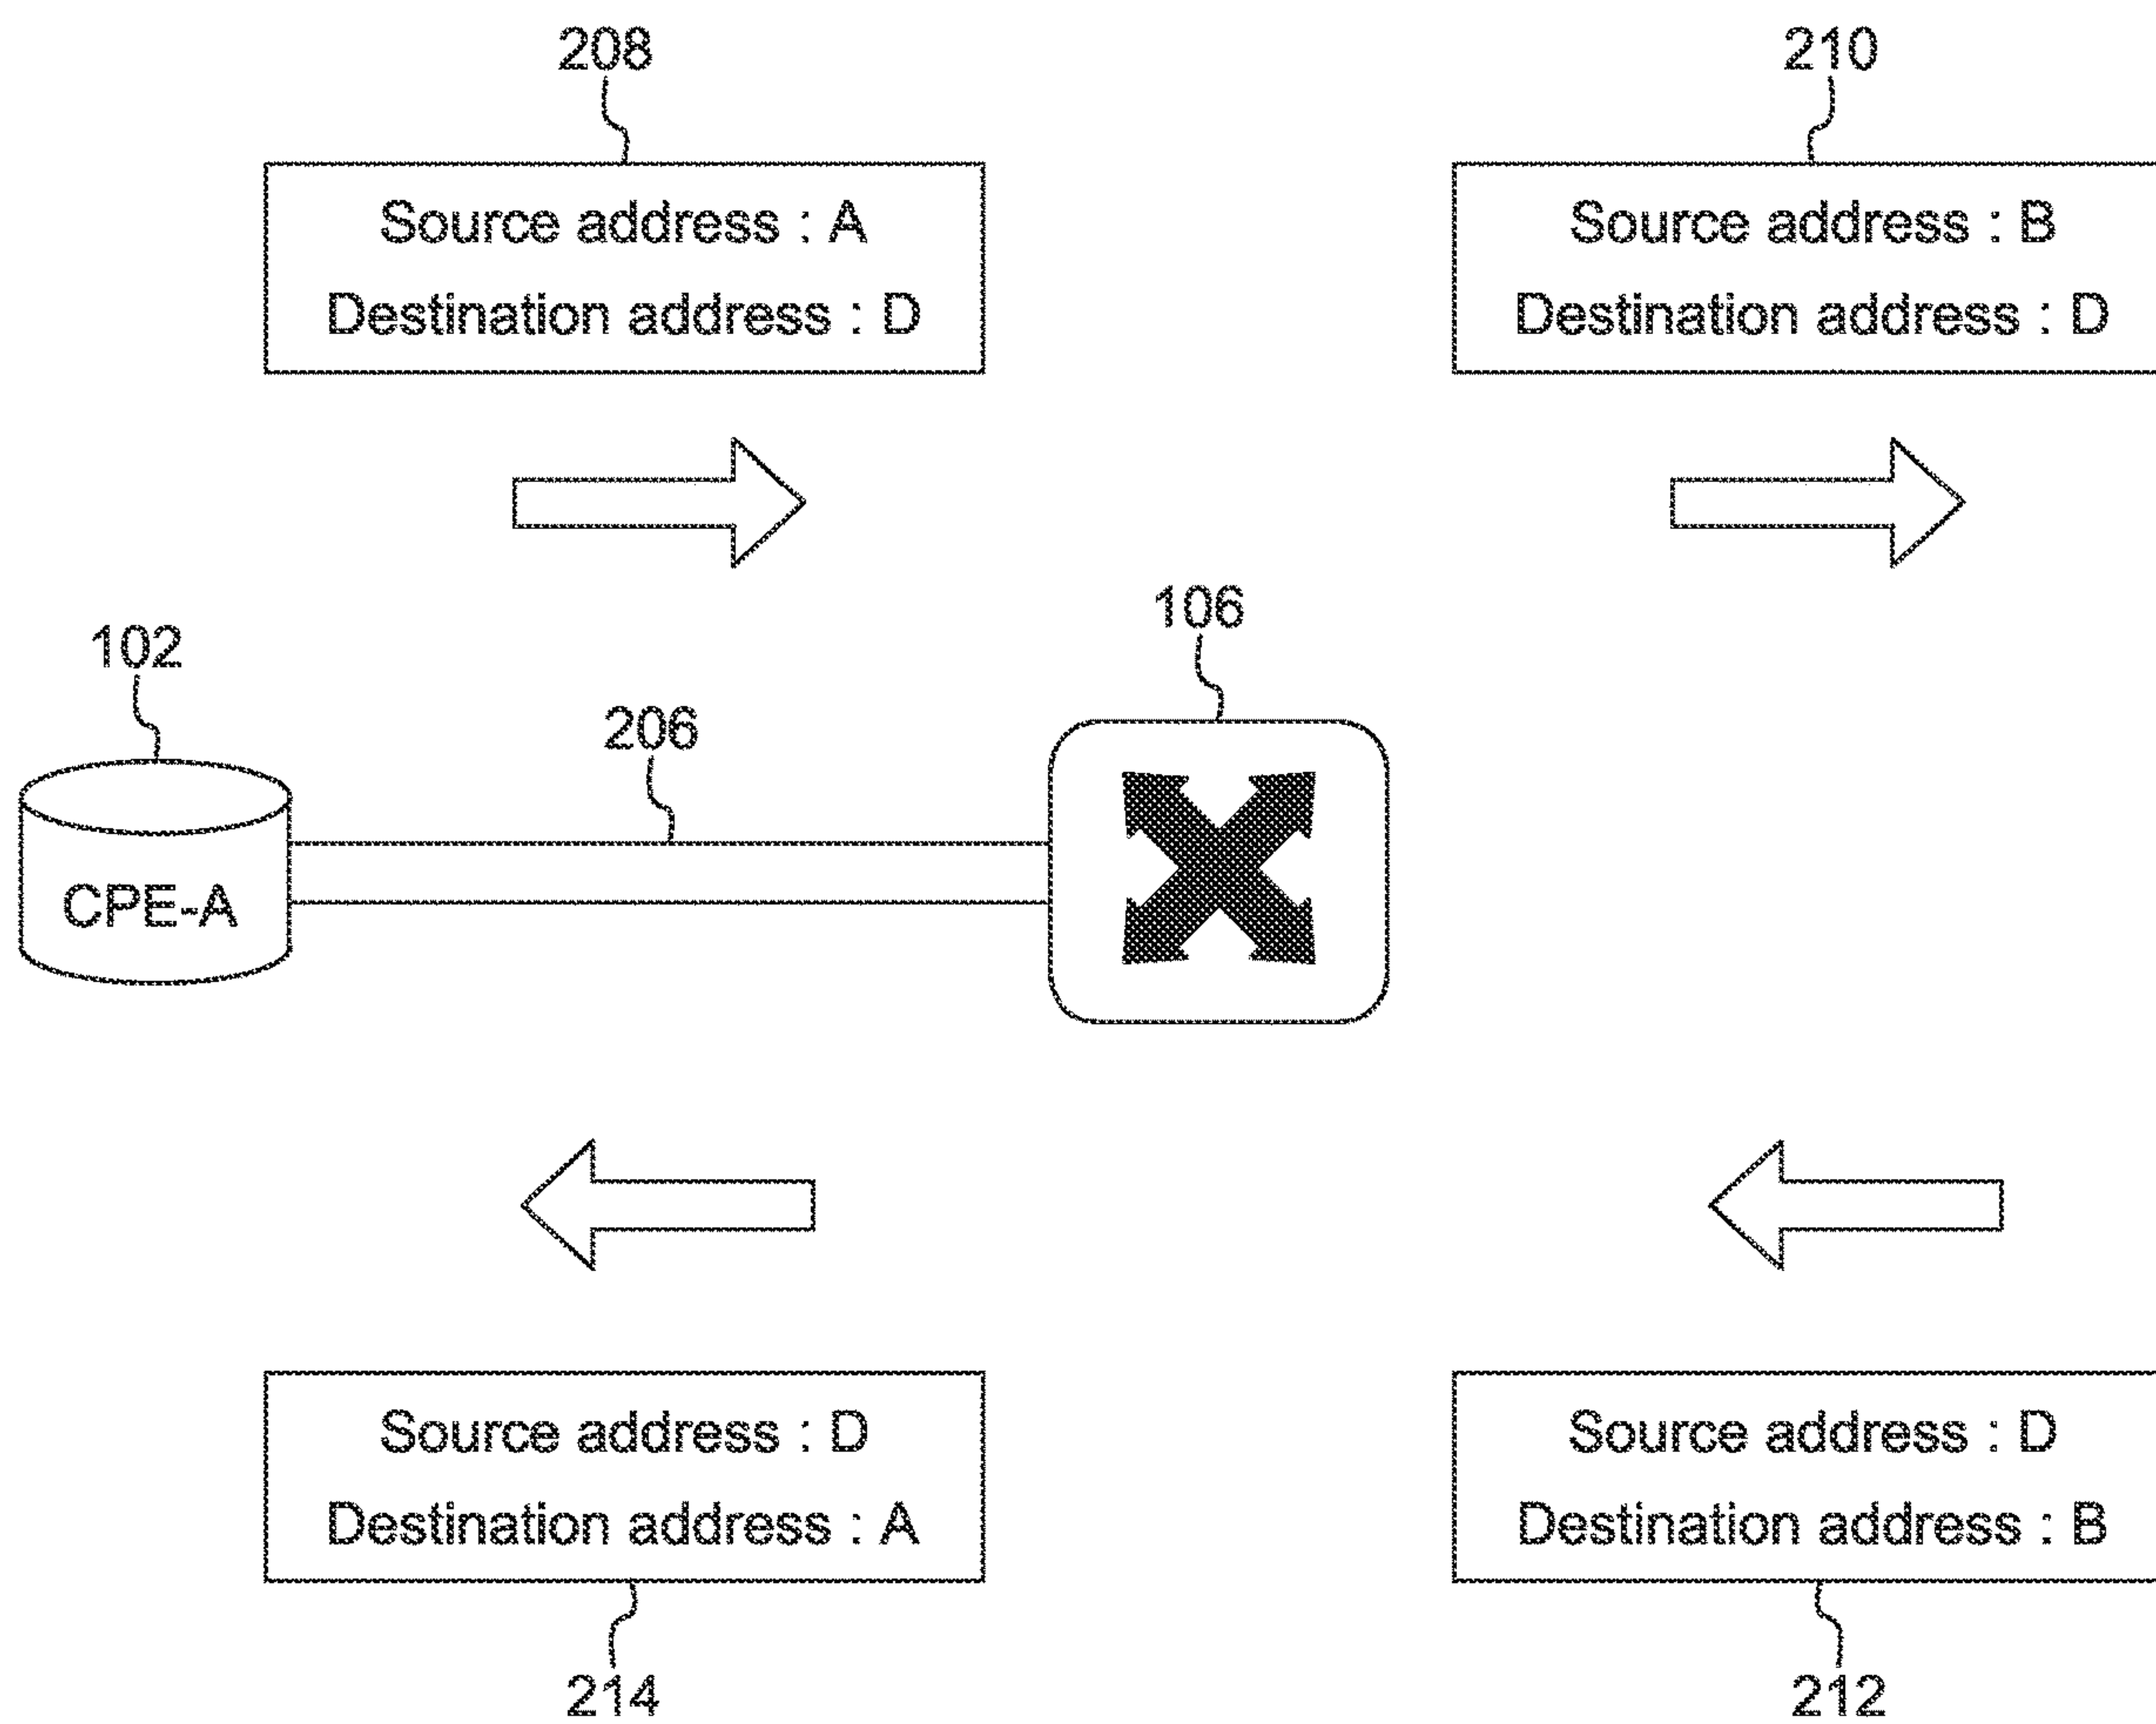 208
210
Source address : A
Destination address : D
Source address : B
Destination address : D
106
102
206
CPE-A
Source address : D
Destination address : A
Source address : D
Destination address : B
214
212